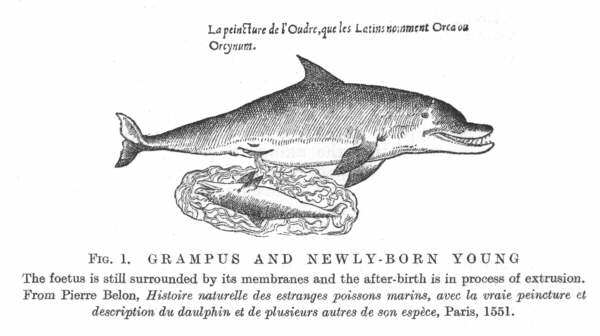 La peinƈture de l'Oudre, que les Latins nomment Orca ou
Orcynum.
FIG. 1. GRAMPUS AND NEWLY-BORN YOUNG
The foetus is still surrounded by its membranes and the after-birth is in process of extrusion.
From Pierre Belon, Histoire naturelle des estranges poissons marins, avec la vraie peincture et
description du daulphin et de plusieurs autres de son espèce, Paris, 1551.